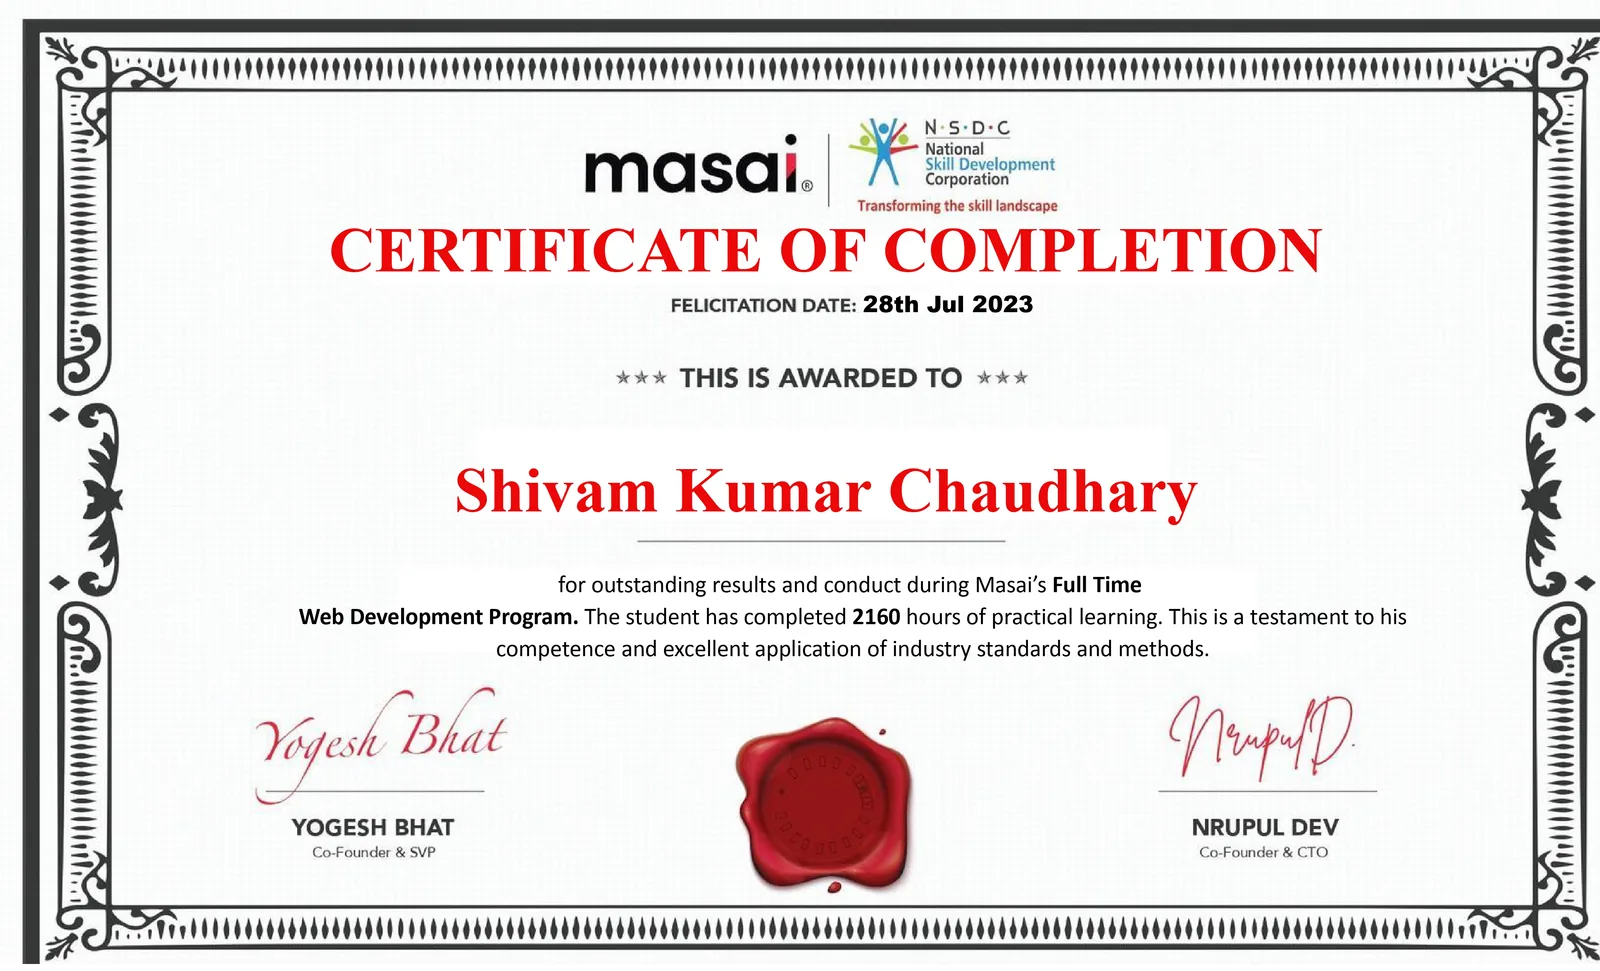 masai®
N·S·D·C
National
Skill Development
Corporation
Transforming the skill landscape
CERTIFICATE OF COMPLETION
FELICITATION DATE: 28th Jul 2023
*** THIS IS AWARDED TO ***
Shivam Kumar Chaudhary
for outstanding results and conduct during Masai’s Full Time
Web Development Program. The student has completed 2160 hours of practical learning. This is a testament to his
competence and excellent application of industry standards and methods.
Yogesh Bhat
YOGESH BHAT
Co-Founder & SVP
Nrupul D.
NRUPUL DEV
Co-Founder & CTO